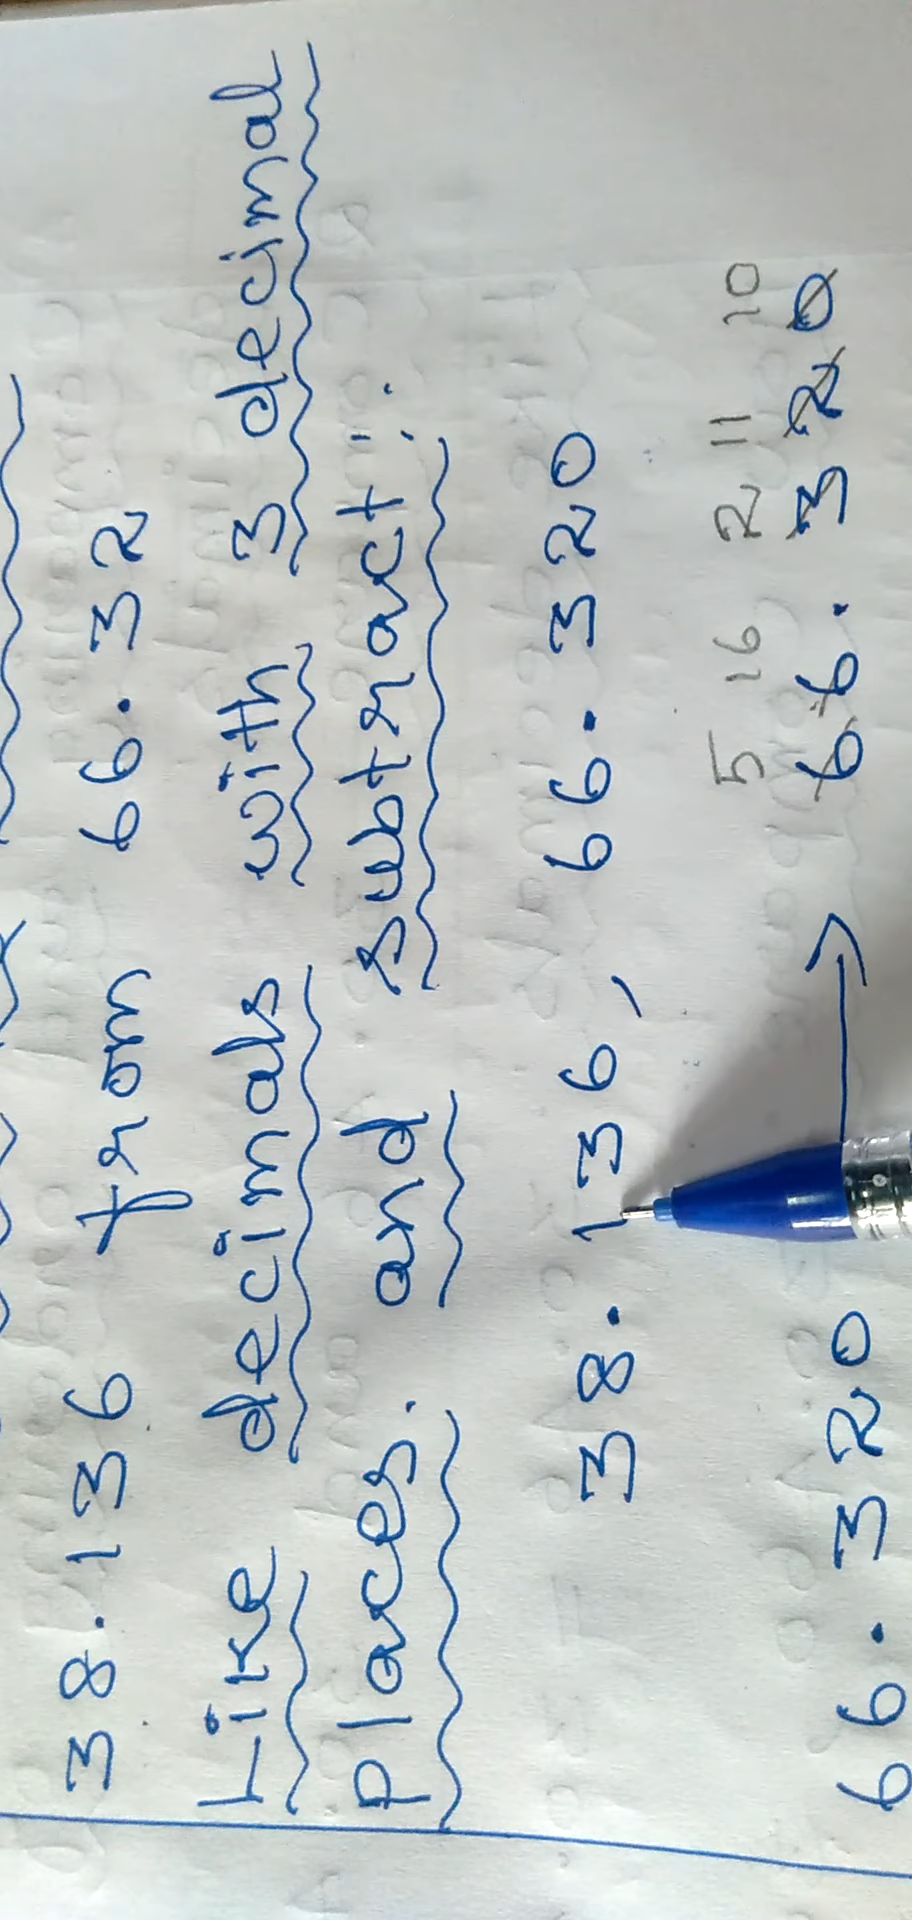 38.136 from 66.32
Like decimals with 3 decimal
places. and subtract:.
38.136, 66.320
5 16 2 11 10
66.320 → 66.320